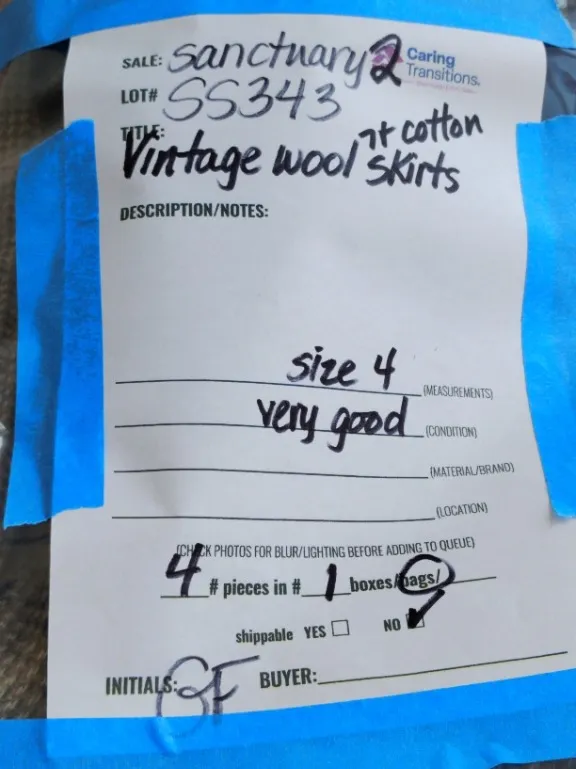 SALE: Sanctuary 2
Caring Transitions.
LOT# SS343
TITLE:
Vintage wool + cotton skirts
DESCRIPTION/NOTES:
size 4 (MEASUREMENTS)
very good (CONDITION)
(MATERIAL/BRAND)
(LOCATION)
(CHECK PHOTOS FOR BLUR/LIGHTING BEFORE ADDING TO QUEUE)
4 # pieces in # 1 boxes/bags/
shippable YES NO
INITIALS: GF BUYER: